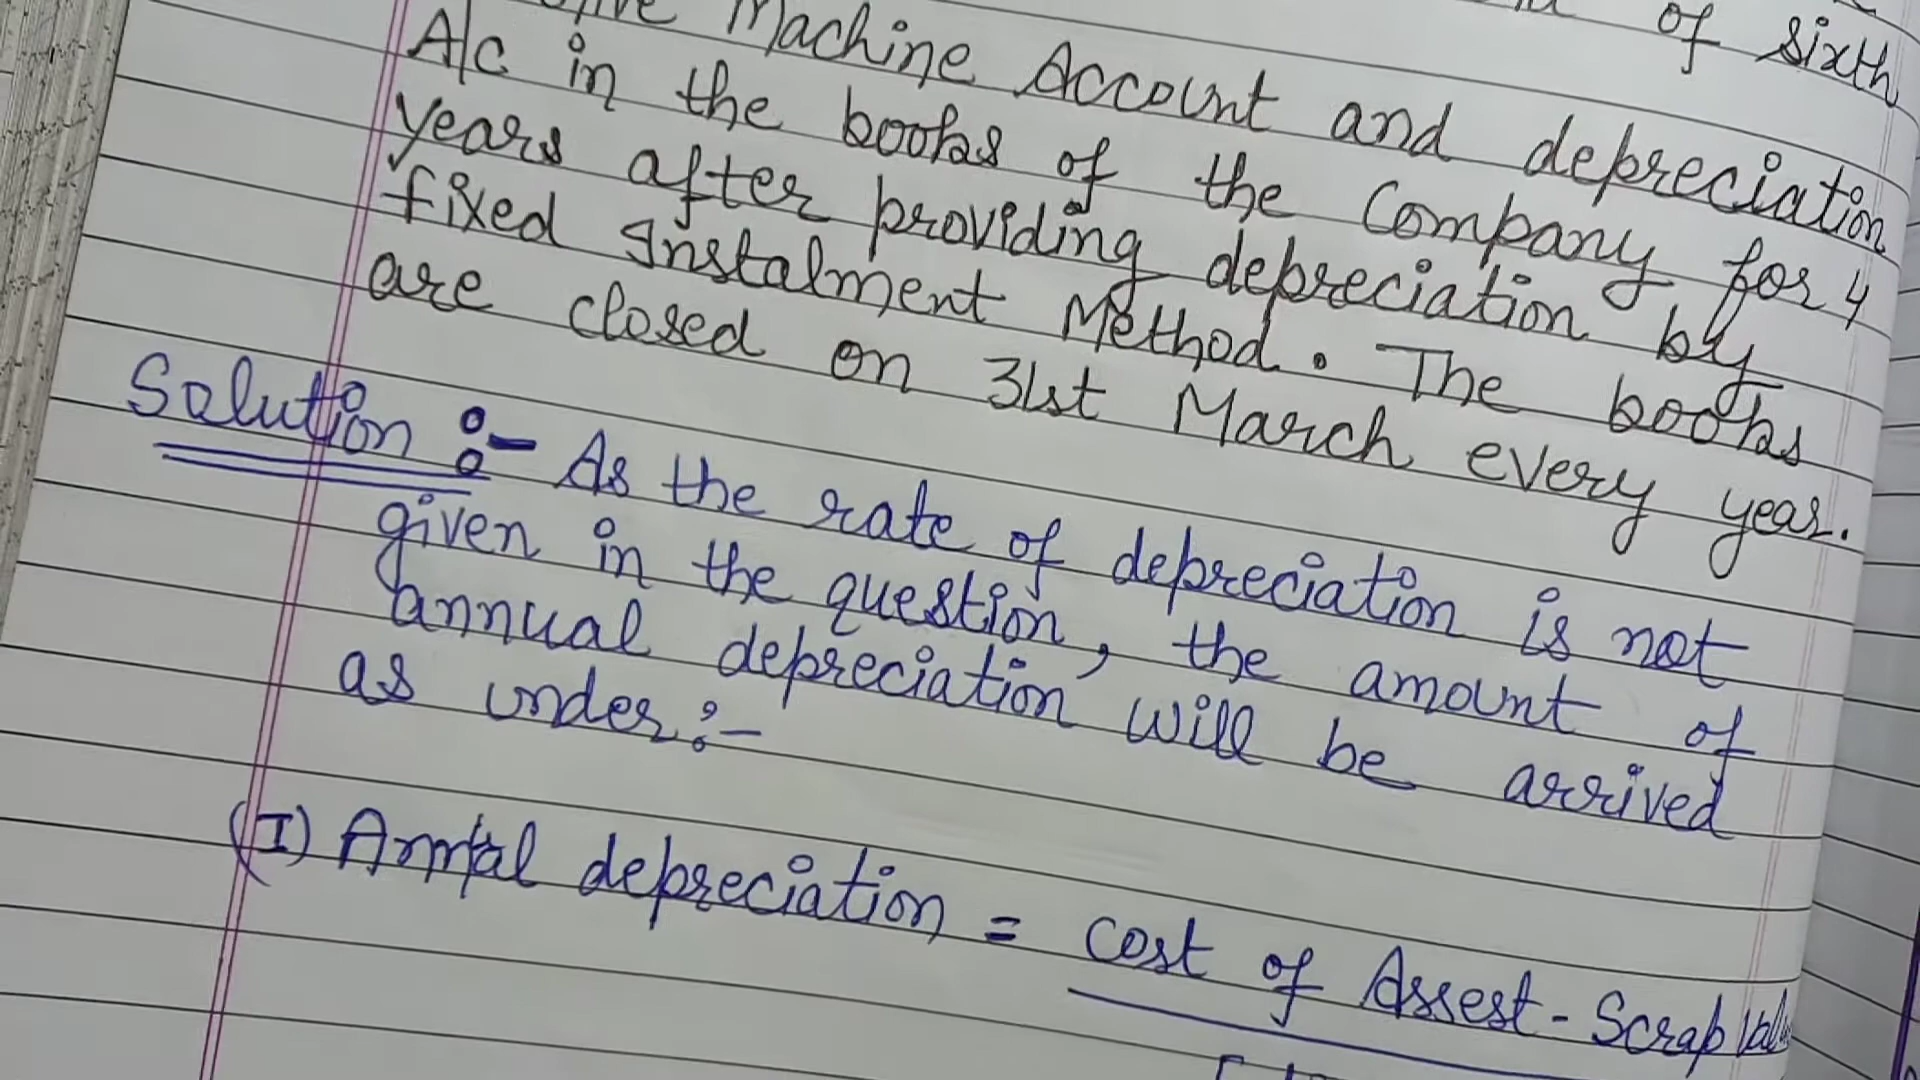 of sixth
Machine Account and depreciation
A/c in the books of the Company for 4
years after providing depreciation by
fixed Instalment Method. The books
are closed on 31st March every year.
Solution :- As the rate of depreciation is not
given in the question, the amount of
annual depreciation will be arrived
as under :-
(I) Annual depreciation = Cost of Assest - Scrap Val